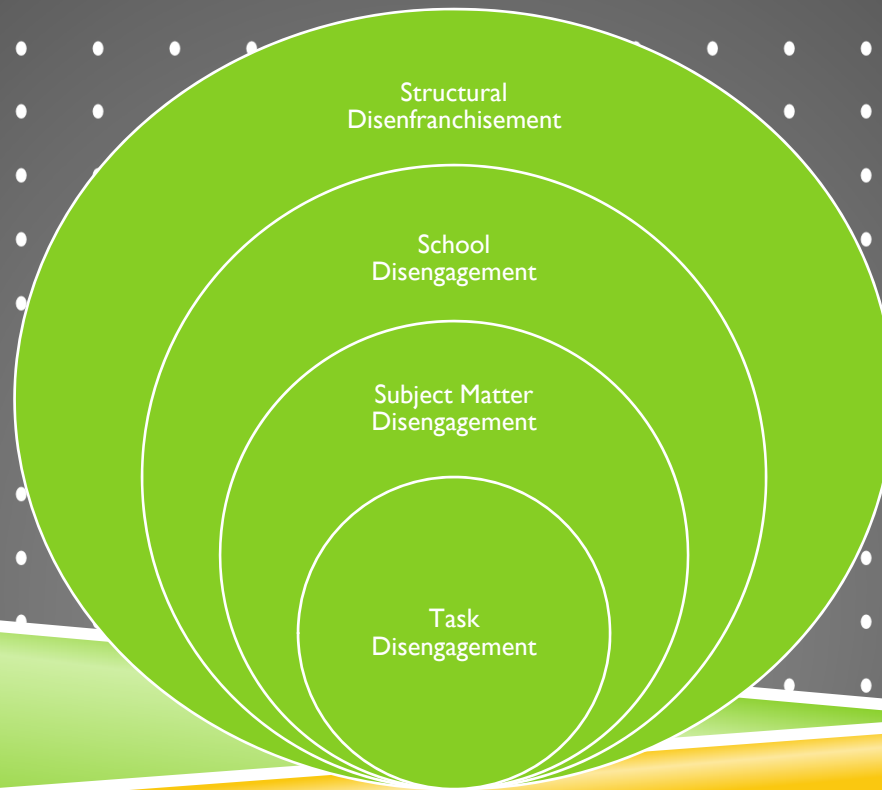 Structural
Disenfranchisement
School
Disengagement
Subject Matter
Disengagement
Task
Disengagement